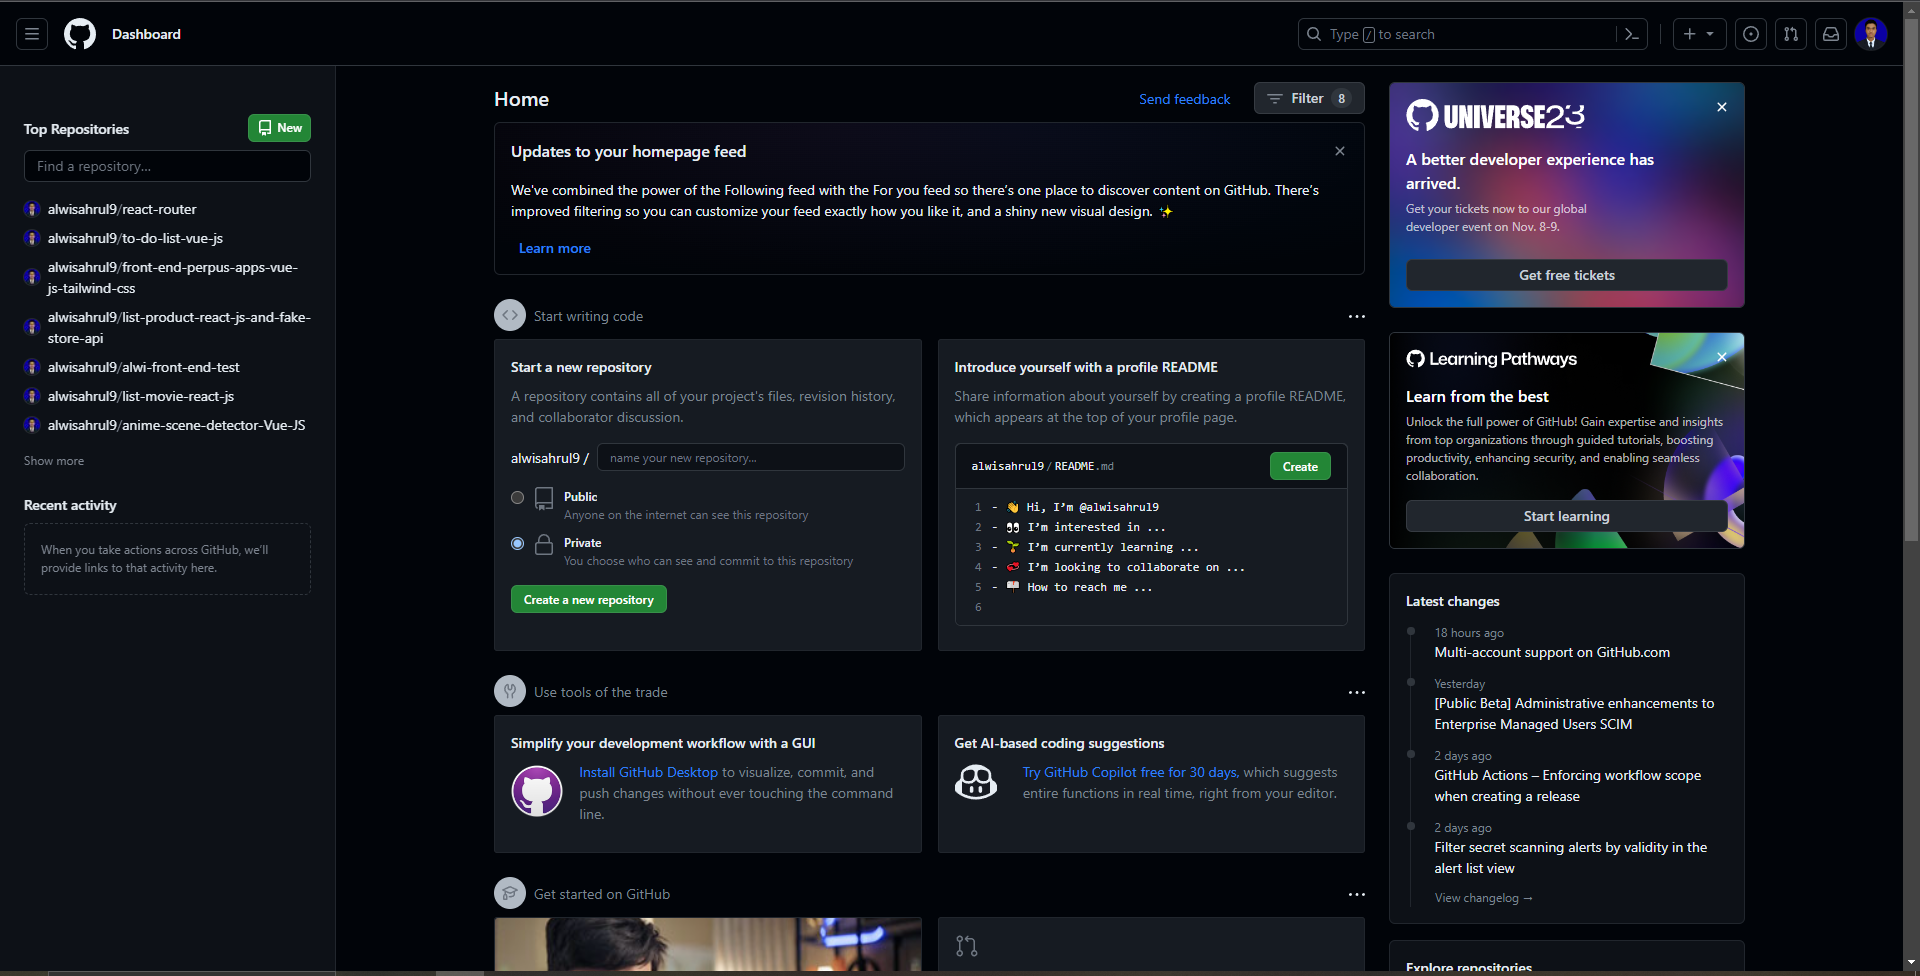 Dashboard
Type / to search
Top Repositories
New
Find a repository...
alwisahrul9/react-router
alwisahrul9/to-do-list-vue-js
alwisahrul9/front-end-perpus-apps-vue-
js-tailwind-css
alwisahrul9/list-product-react-js-and-fake-
store-api
alwisahrul9/alwi-front-end-test
alwisahrul9/list-movie-react-js
alwisahrul9/anime-scene-detector-Vue-JS
Show more
Recent activity
When you take actions across GitHub, we'll
provide links to that activity here.
Home
Send feedback
Filter 8
Updates to your homepage feed
We've combined the power of the Following feed with the For you feed so there's one place to discover content on GitHub. There's
improved filtering so you can customize your feed exactly how you like it, and a shiny new visual design. ✨
Learn more
Start writing code
Start a new repository
A repository contains all of your project's files, revision history,
and collaborator discussion.
alwisahrul9 / name your new repository...
Public
Anyone on the internet can see this repository
Private
You choose who can see and commit to this repository
Create a new repository
Introduce yourself with a profile README
Share information about yourself by creating a profile README,
which appears at the top of your profile page.
alwisahrul9/README.md
Create
1 - 👋 Hi, I'm @alwisahrul9
2 - 👀 I'm interested in ...
3 - 🌱 I'm currently learning ...
4 - 💞️ I'm looking to collaborate on ...
5 - 📫 How to reach me ...
6
Use tools of the trade
Simplify your development workflow with a GUI
Install GitHub Desktop to visualize, commit, and
push changes without ever touching the command
line.
Get AI-based coding suggestions
Try GitHub Copilot free for 30 days, which suggests
entire functions in real time, right from your editor.
Get started on GitHub
UNIVERSE23
A better developer experience has
arrived.
Get your tickets now to our global
developer event on Nov. 8-9.
Get free tickets
Learning Pathways
Learn from the best
Unlock the full power of GitHub! Gain expertise and insights
from top organizations through guided tutorials, boosting
productivity, enhancing security, and enabling seamless
collaboration.
Start learning
Latest changes
18 hours ago
Multi-account support on GitHub.com
Yesterday
[Public Beta] Administrative enhancements to
Enterprise Managed Users SCIM
2 days ago
GitHub Actions – Enforcing workflow scope
when creating a release
2 days ago
Filter secret scanning alerts by validity in the
alert list view
View changelog →
Explore repositories